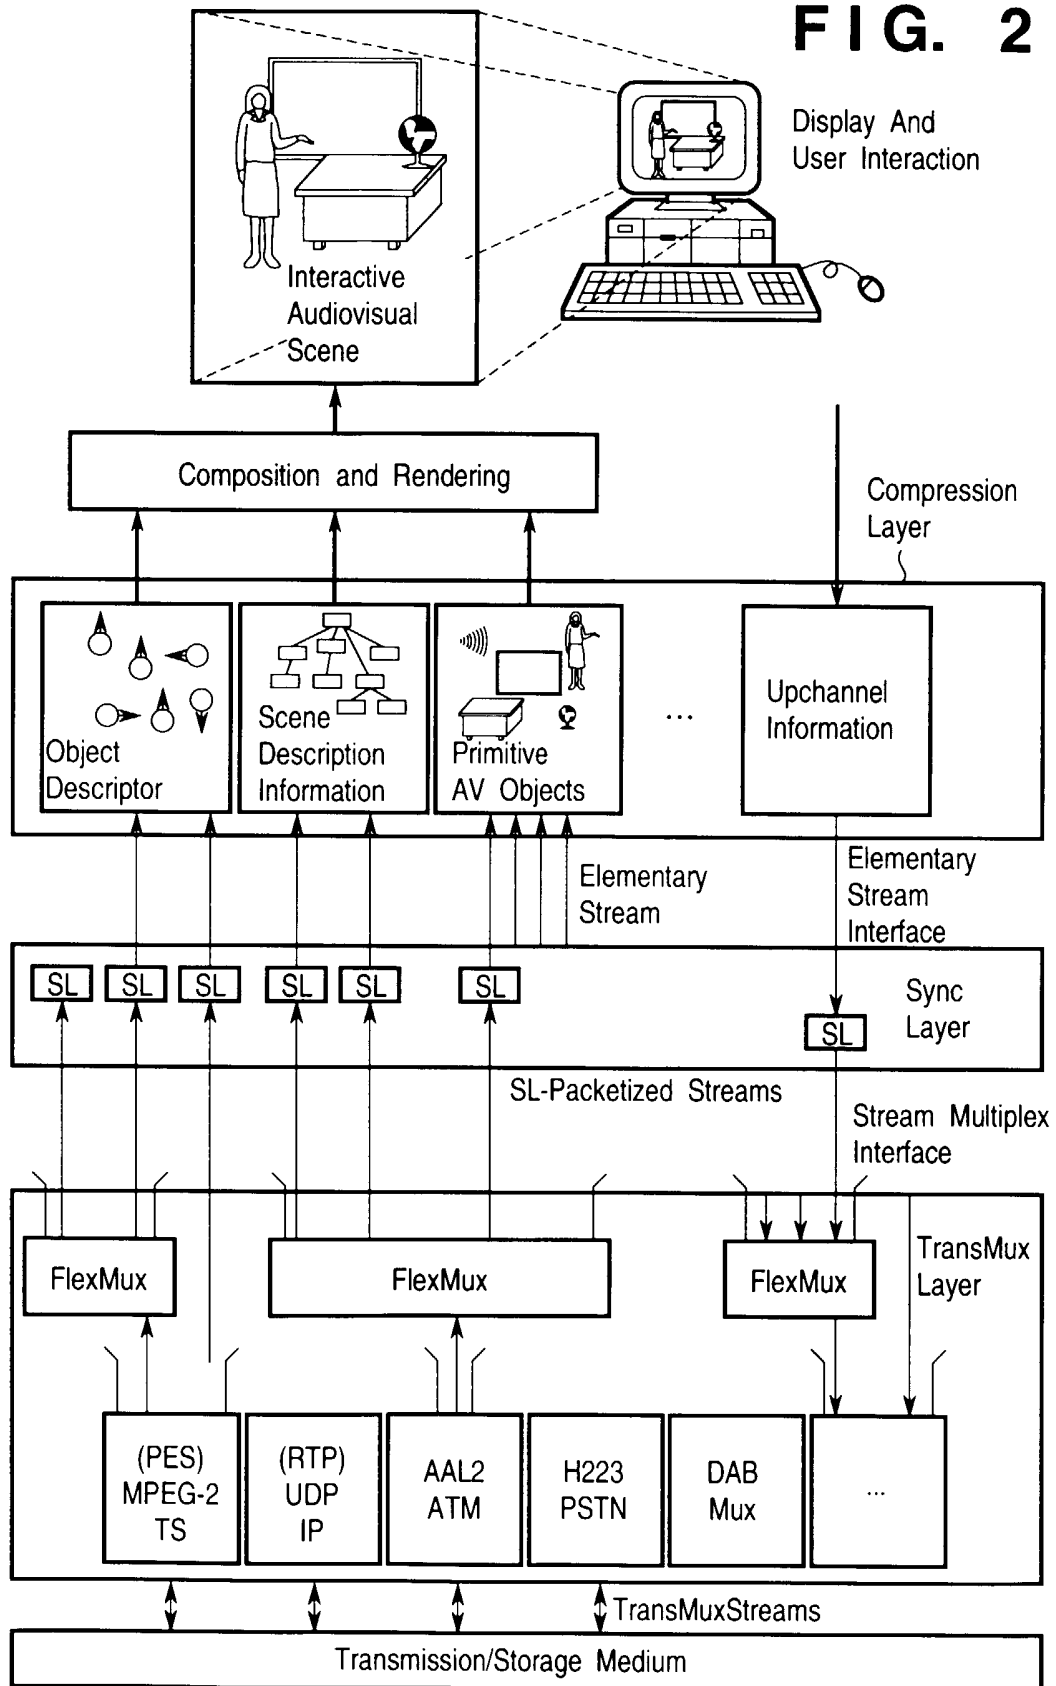 FIG. 2
Display And
User Interaction
Interactive
Audiovisual
Scene
Composition and Rendering
Compression
Layer
Object
Descriptor
Scene
Description
Information
Primitive
AV Objects
...
Upchannel
Information
Elementary
Stream
Elementary
Stream
Interface
SL
SL
SL
SL
SL
SL
SL
Sync
Layer
SL-Packetized Streams
Stream Multiplex
Interface
FlexMux
FlexMux
FlexMux
TransMux
Layer
(PES)
MPEG-2
TS
(RTP)
UDP
IP
AAL2
ATM
H223
PSTN
DAB
Mux
...
TransMuxStreams
Transmission/Storage Medium